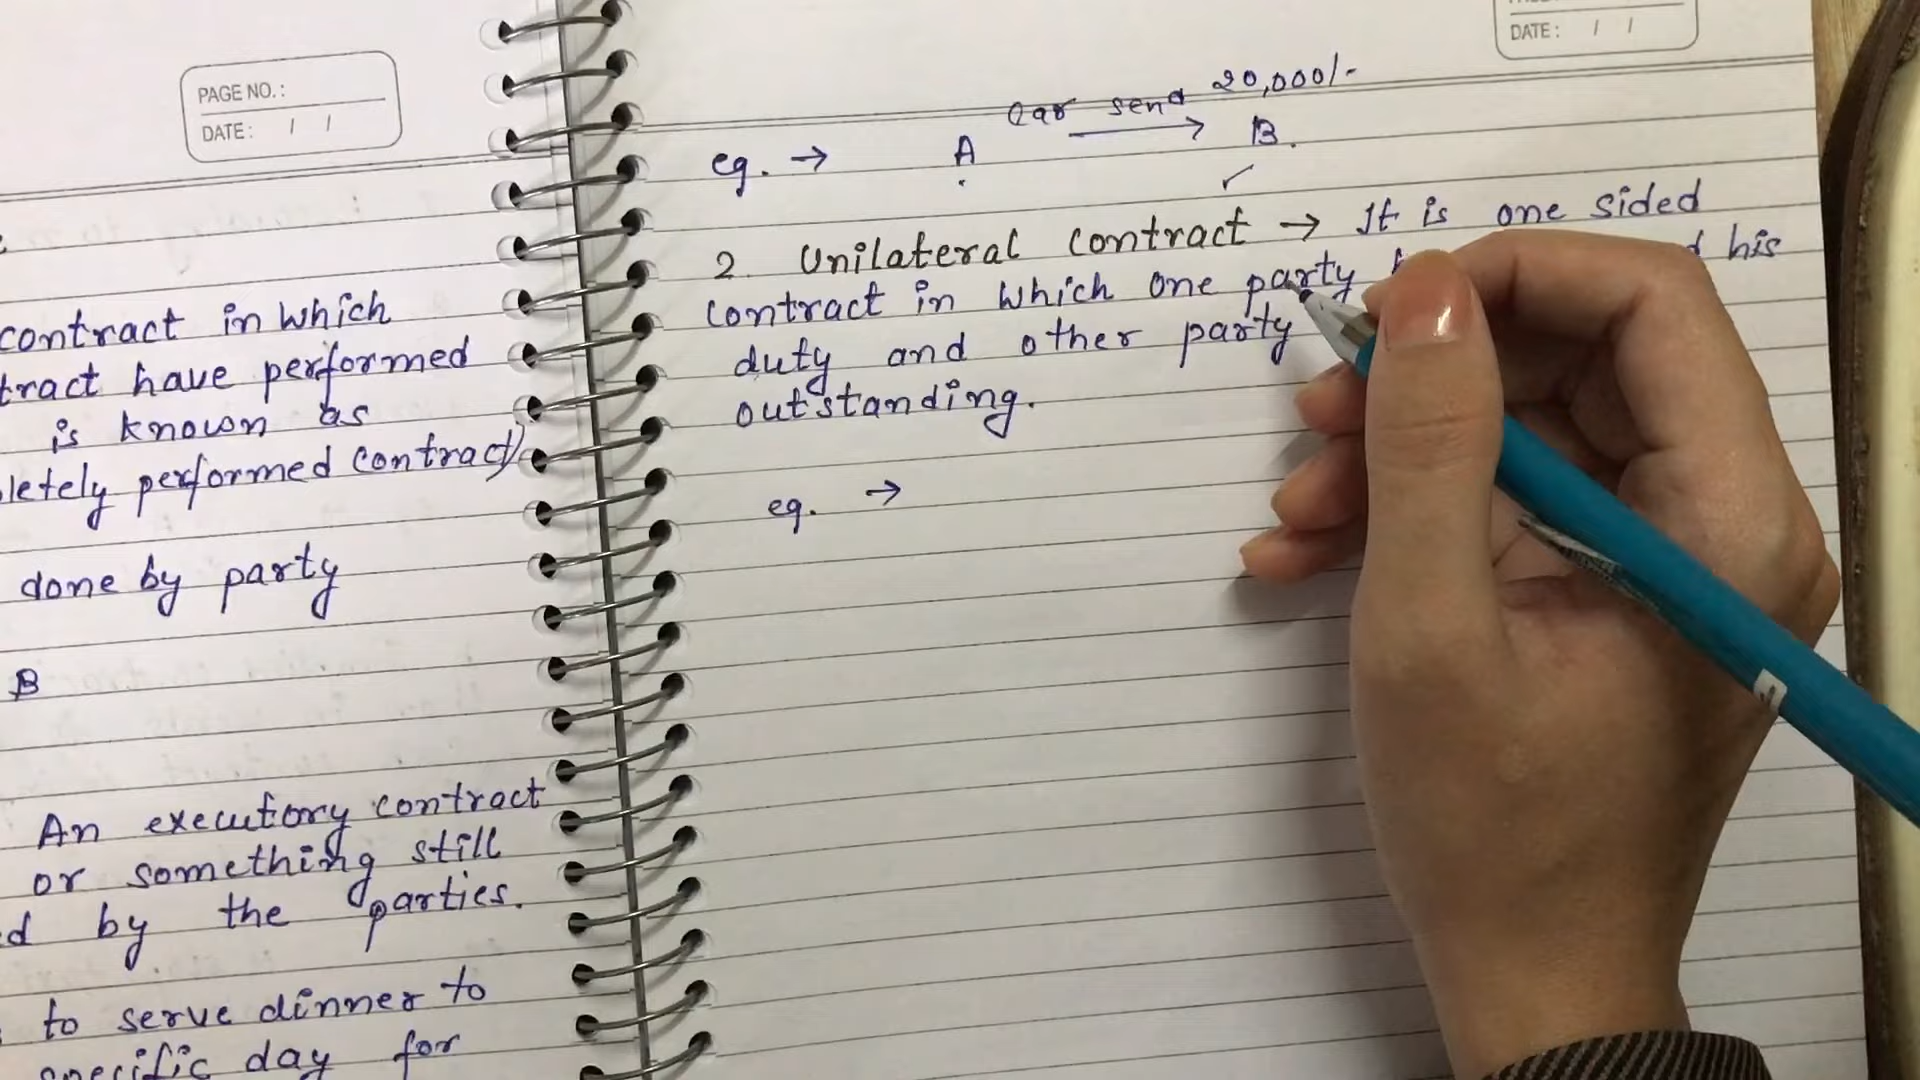 PAGE NO.:
DATE: / /
contract in which
tract have performed
is known as
letely performed contract)
done by party
B
An executory contract
or something still
d by the parties.
to serve dinner to
specific day for
DATE: / /
Car send 20,000/-
eg. → A → B.
2. Unilateral contract → It is one sided
contract in which one party his
duty and other party
outstanding.
eg. →